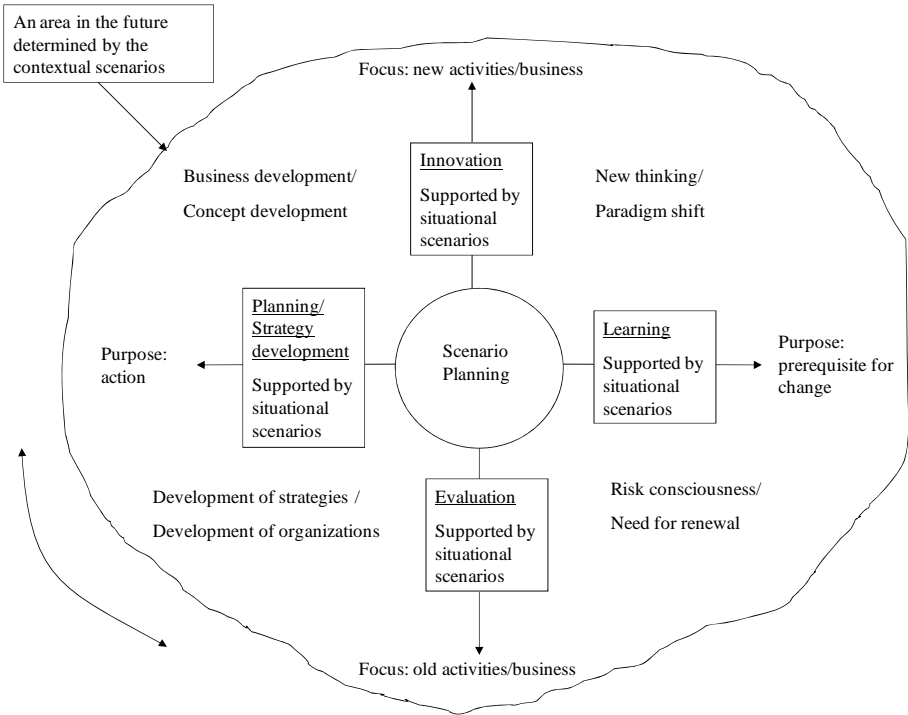 An area in the future
determined by the
contextual scenarios
Focus: new activities/business
Business development/
Concept development
Innovation
Supported by
situational
scenarios
New thinking/
Paradigm shift
Purpose:
action
Planning/
Strategy
development
Supported by
situational
scenarios
Scenario
Planning
Learning
Supported by
situational
scenarios
Purpose:
prerequisite for
change
Development of strategies /
Development of organizations
Evaluation
Supported by
situational
scenarios
Risk consciousness/
Need for renewal
Focus: old activities/business